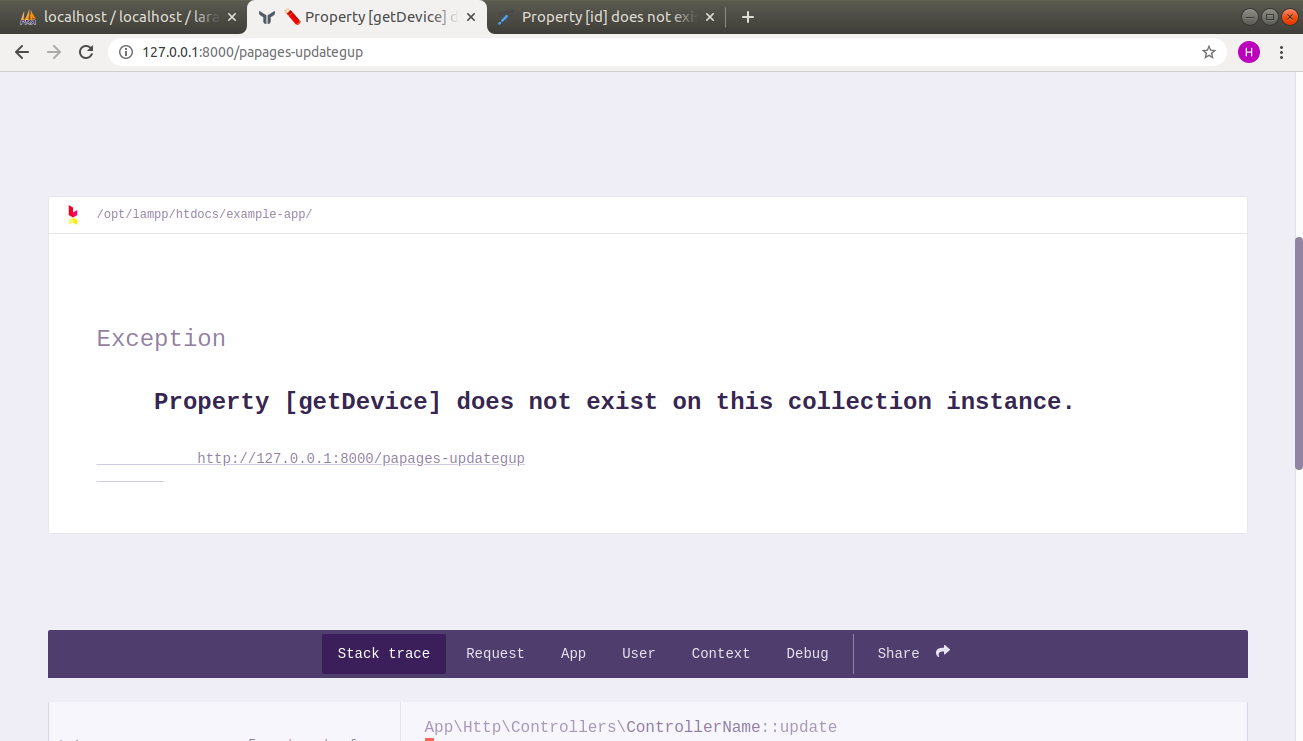 localhost / localhost / lara
Property [getDevice] d
Property [id] does not exi
127.0.0.1:8000/papages-updategup
H
/opt/lampp/htdocs/example-app/
Exception
Property [getDevice] does not exist on this collection instance.
http://127.0.0.1:8000/papages-updategup
Stack trace Request App User Context Debug Share
App\Http\Controllers\ControllerName::update